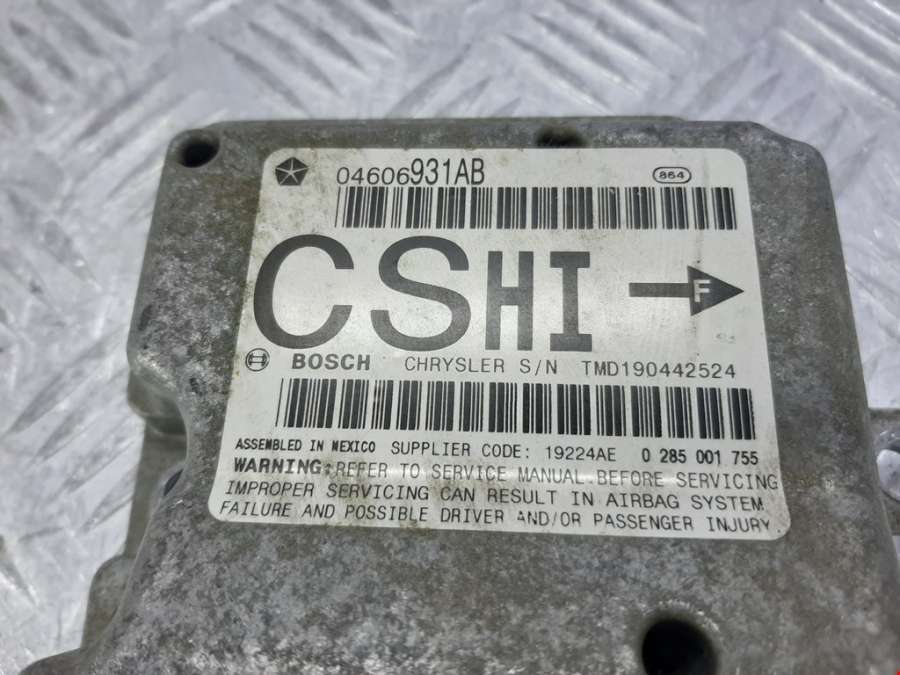 04606931AB 864
CSHI F
BOSCH CHRYSLER S/N TMD190442524
ASSEMBLED IN MEXICO SUPPLIER CODE: 19224AE 0 285 001 755
WARNING: REFER TO SERVICE MANUAL BEFORE SERVICING
IMPROPER SERVICING CAN RESULT IN AIRBAG SYSTEM
FAILURE AND POSSIBLE DRIVER AND/OR PASSENGER INJURY